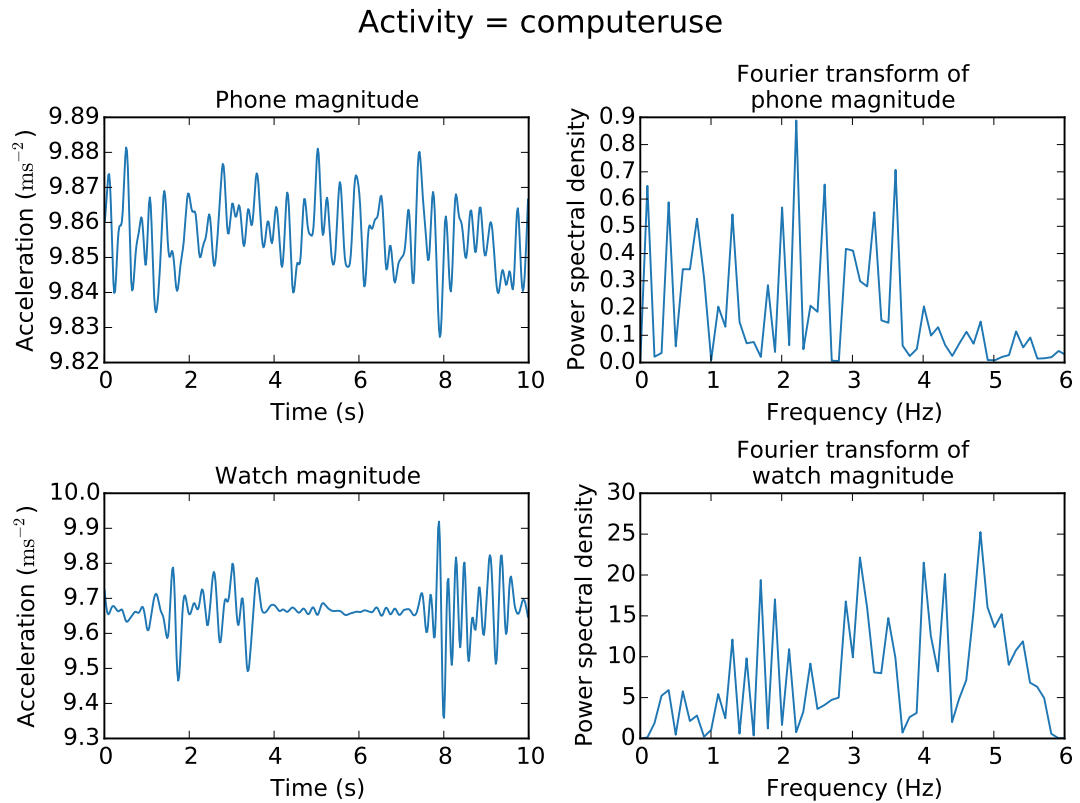 Activity = computeruse
Phone magnitude
Acceleration (ms⁻²)
9.89
9.88
9.87
9.86
9.85
9.84
9.83
9.82
0 2 4 6 8 10
Time (s)
Fourier transform of
phone magnitude
Power spectral density
0.9
0.8
0.7
0.6
0.5
0.4
0.3
0.2
0.1
0.0
0 1 2 3 4 5 6
Frequency (Hz)
Watch magnitude
Acceleration (ms⁻²)
10.0
9.9
9.8
9.7
9.6
9.5
9.4
9.3
0 2 4 6 8 10
Time (s)
Fourier transform of
watch magnitude
Power spectral density
30
25
20
15
10
5
0
0 1 2 3 4 5 6
Frequency (Hz)